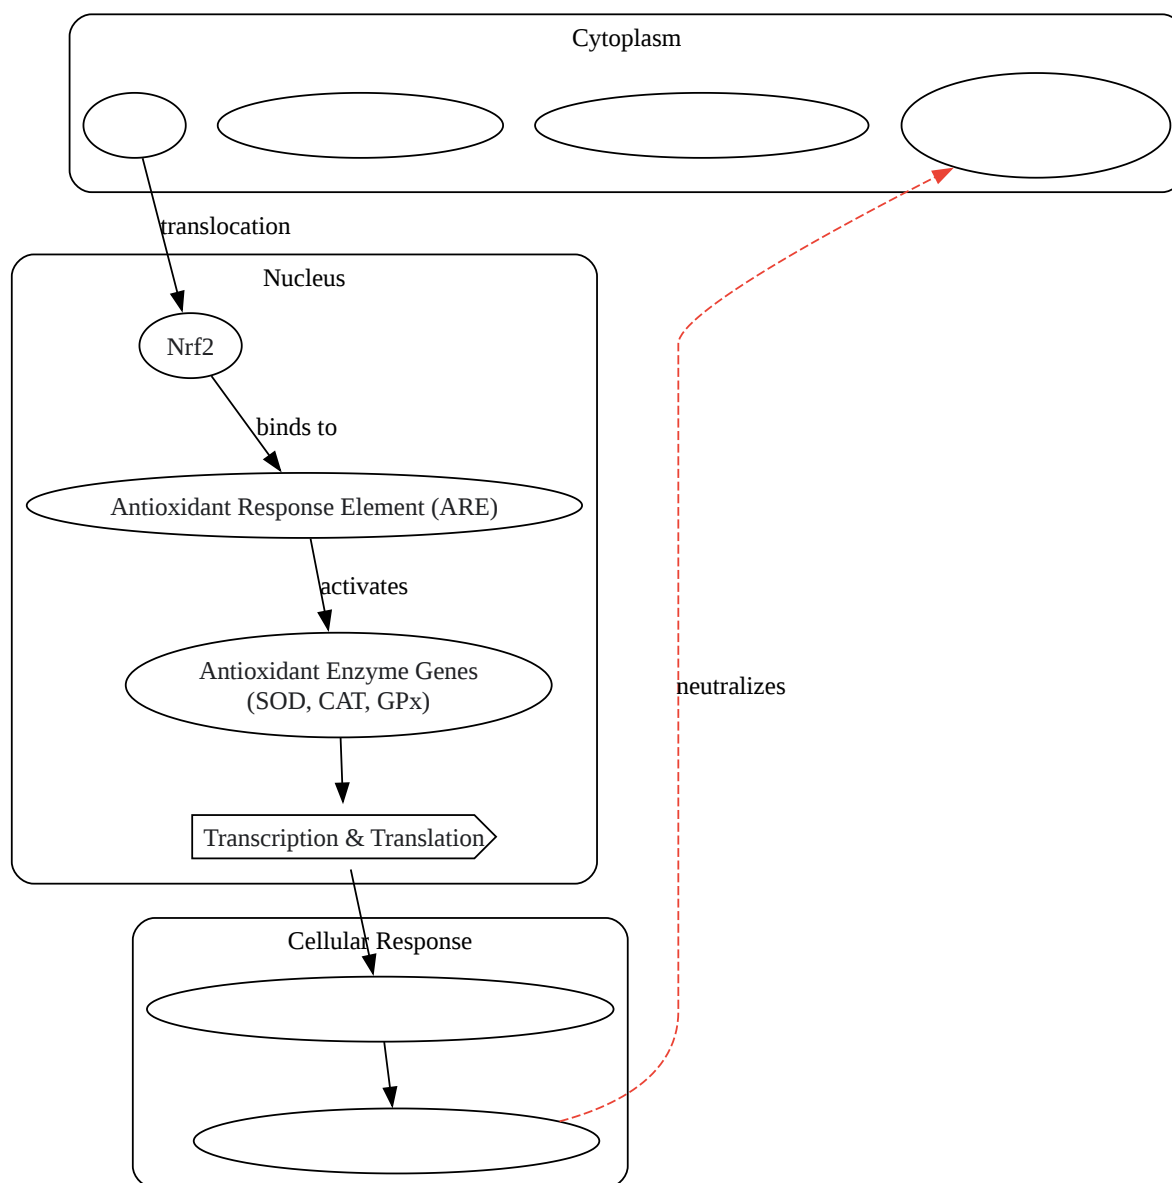 Cytoplasm
translocation
Nucleus
Nrf2
binds to
Antioxidant Response Element (ARE)
activates
Antioxidant Enzyme Genes
(SOD, CAT, GPx)
neutralizes
Transcription & Translation
Cellular Response